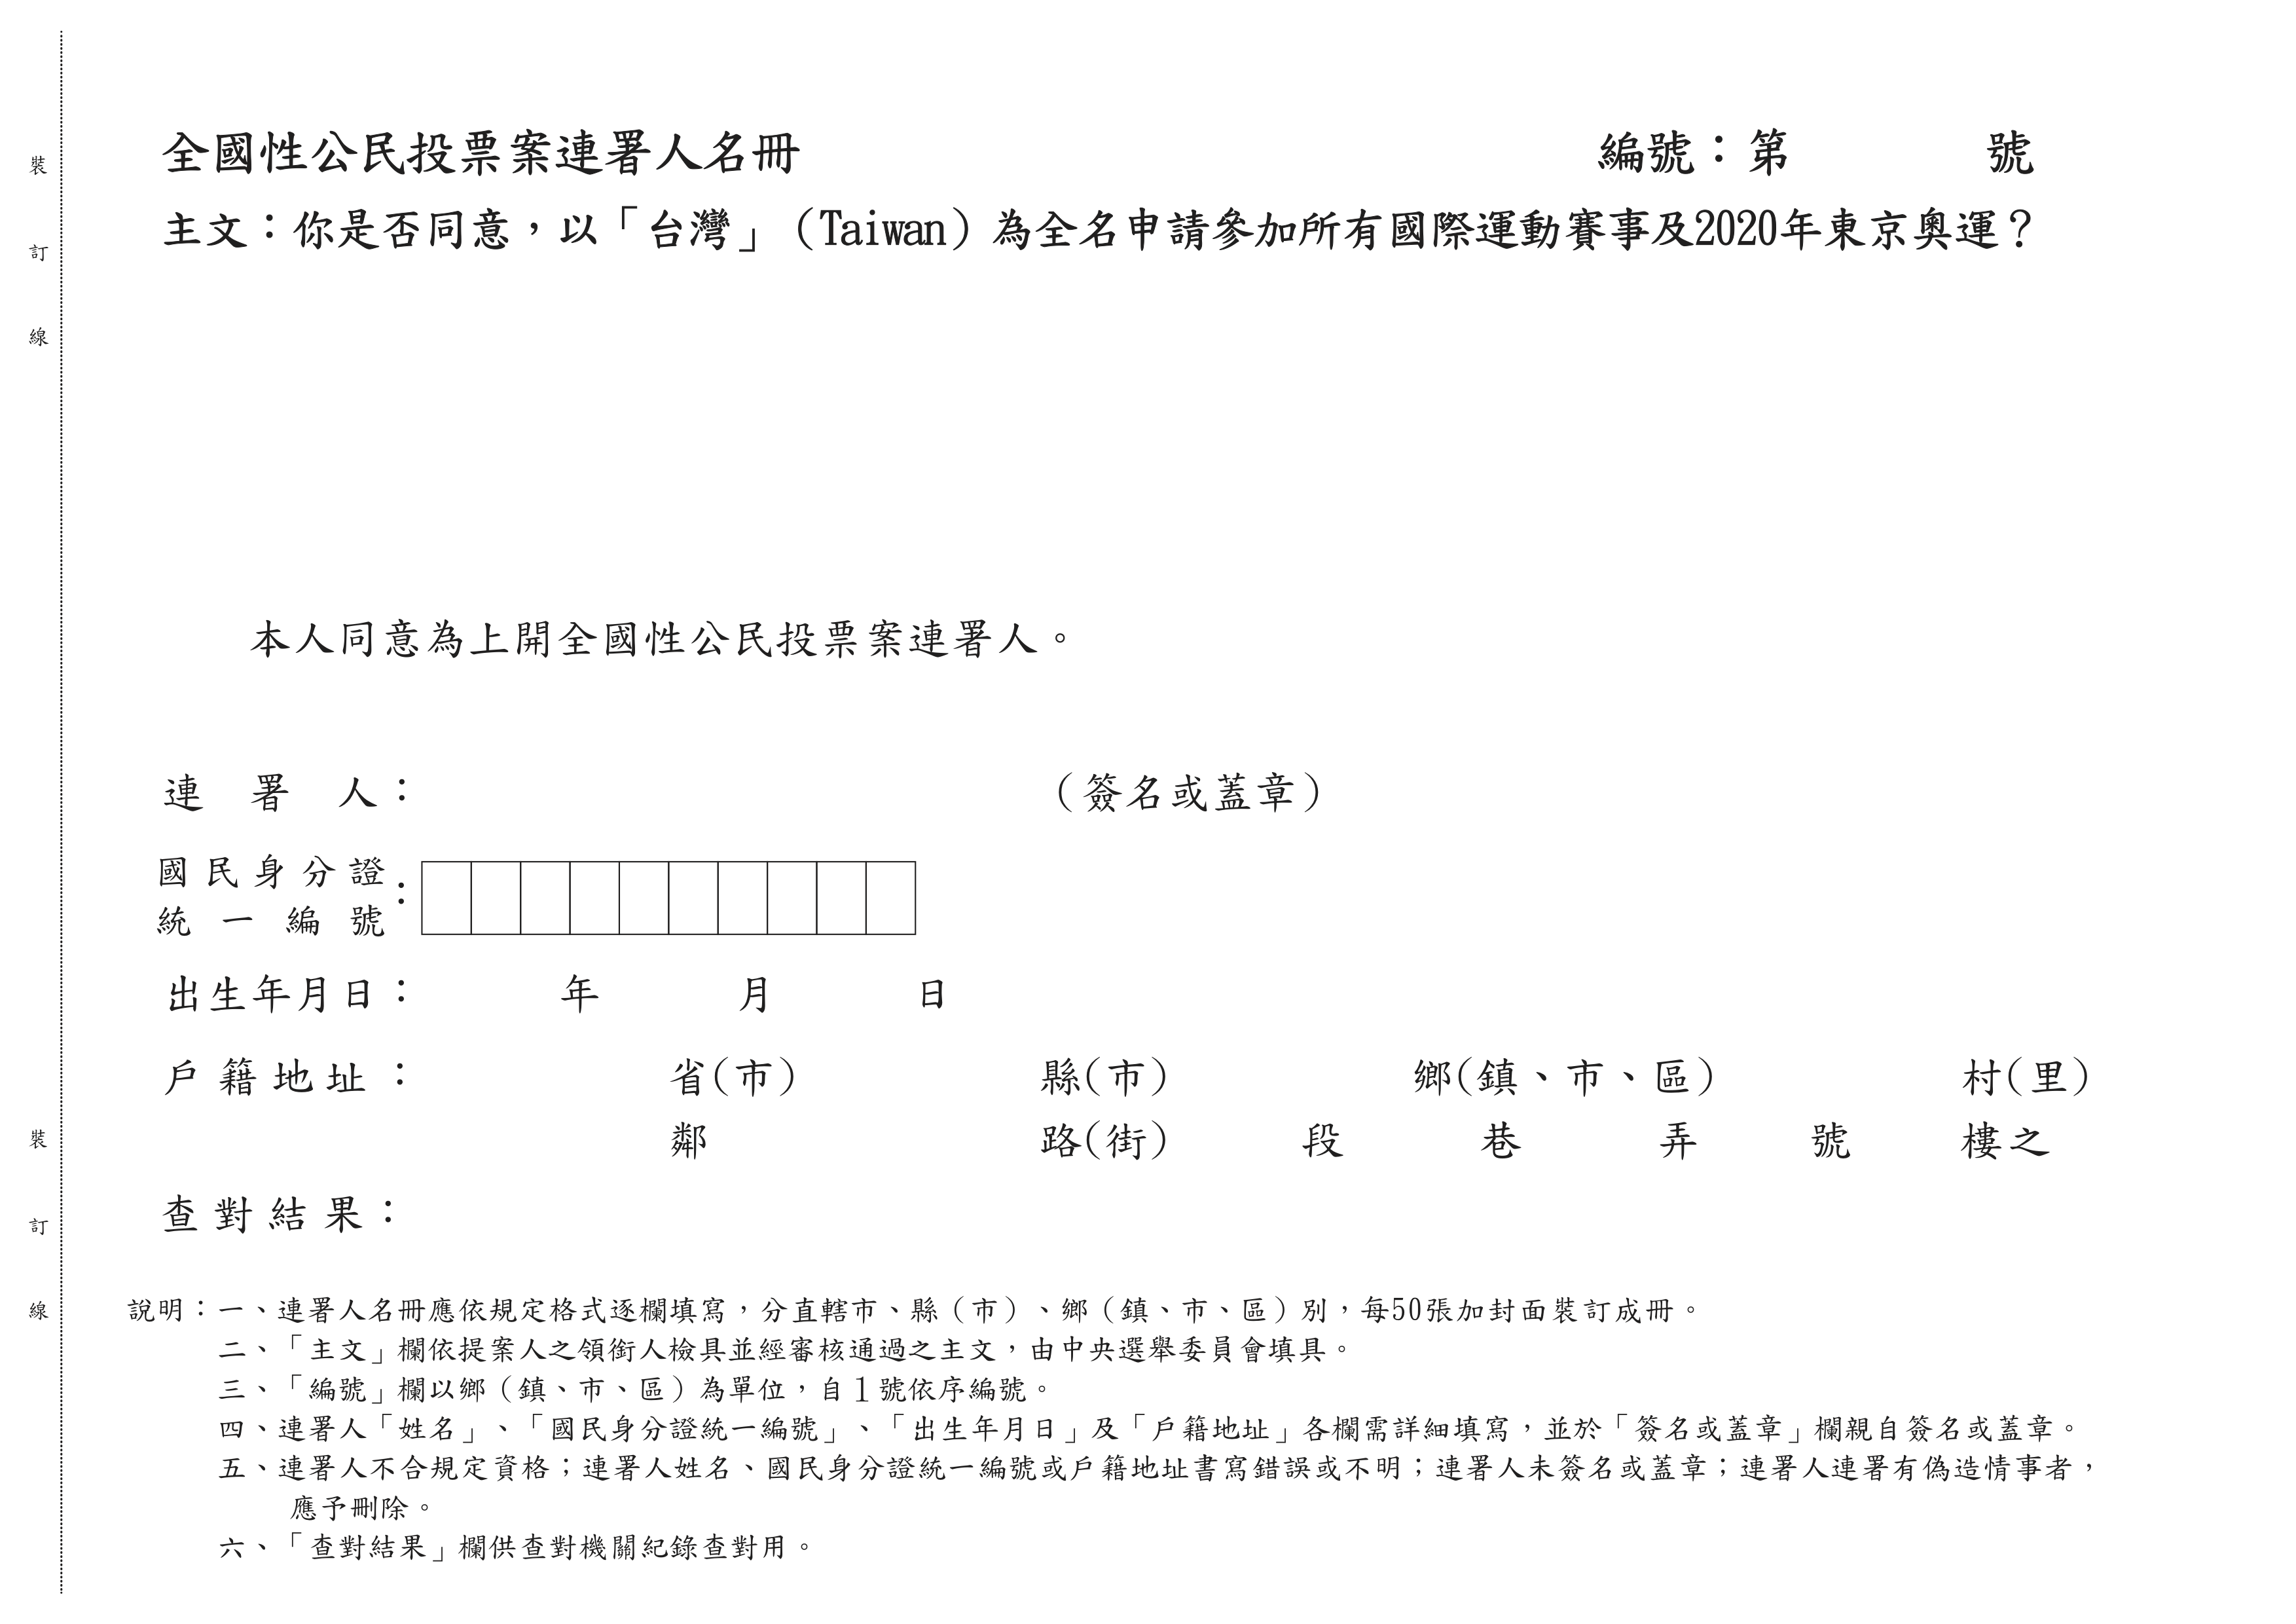 全國性公民投票案連署人名冊 編號：第 號
主文：你是否同意，以「台灣」（Taiwan）為全名申請參加所有國際運動賽事及2020年東京奧運？
裝
訂
線
本人同意為上開全國性公民投票案連署人。
連署人： （簽名或蓋章）
國民身分證
統一編號：
出生年月日： 年 月 日
戶籍地址： 省(市) 縣(市) 鄉(鎮、市、區) 村(里)
鄰 路(街) 段 巷 弄 號 樓之
裝
訂
線
查對結果：
說明：一、連署人名冊應依規定格式逐欄填寫，分直轄市、縣（市）、鄉（鎮、市、區）別，每50張加封面裝訂成冊。
二、「主文」欄依提案人之領銜人檢具並經審核通過之主文，由中央選舉委員會填具。
三、「編號」欄以鄉（鎮、市、區）為單位，自１號依序編號。
四、連署人「姓名」、「國民身分證統一編號」、「出生年月日」及「戶籍地址」各欄需詳細填寫，並於「簽名或蓋章」欄親自簽名或蓋章。
五、連署人不合規定資格；連署人姓名、國民身分證統一編號或戶籍地址書寫錯誤或不明；連署人未簽名或蓋章；連署人連署有偽造情事者，
應予刪除。
六、「查對結果」欄供查對機關紀錄查對用。